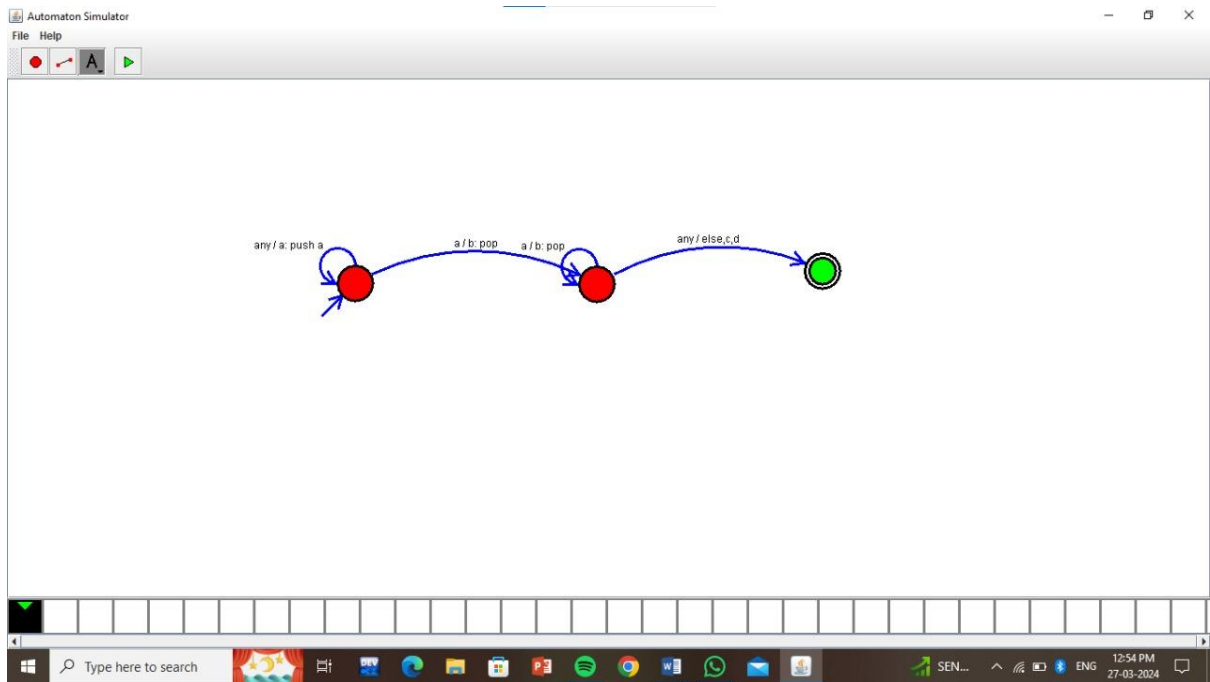 Automaton Simulator
File Help
A
any / a: push a
a / b: pop
a / b: pop
any / else,c,d
DEV
Type here to search
SEN...
ENG
12:54 PM
27-03-2024